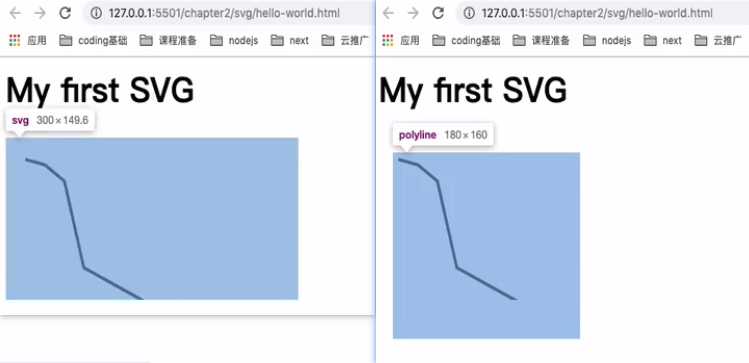 127.0.0.1:5501/chapter2/svg/hello-world.html
应用 coding基础 课程准备 nodejs next 云推广
My first SVG
svg 300 × 149.6
127.0.0.1:5501/chapter2/svg/hello-world.html
应用 coding基础 课程准备 nodejs next 云推广
My first SVG
polyline 180 × 160